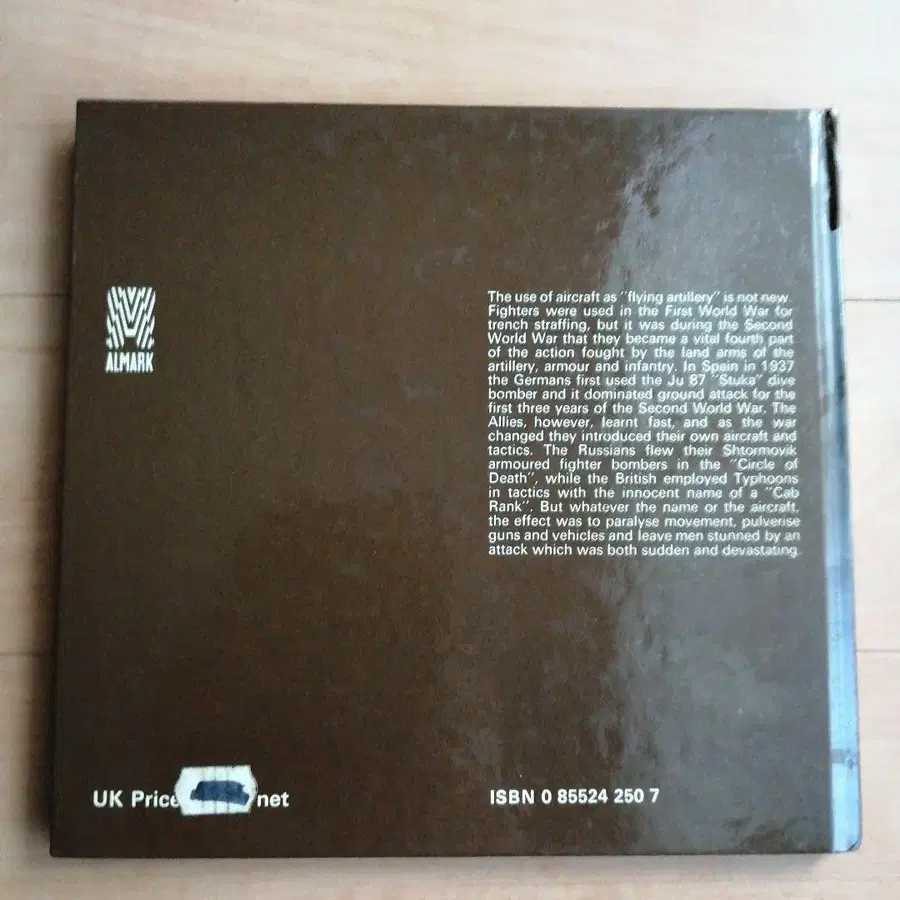 The use of aircraft as "flying artillery" is not new.
Fighters were used in the First World War for
trench straffing, but it was during the Second
World War that they became a vital fourth part
of the action fought by the land arms of the
artillery, armour and infantry. In Spain in 1937
the Germans first used the Ju 87 "Stuka" dive
bomber and it dominated ground attack for the
first three years of the Second World War. The
Allies, however, learnt fast, and as the war
changed they introduced their own aircraft and
tactics. The Russians flew their Shtormovik
armoured fighter bombers in the "Circle of
Death", while the British employed Typhoons
in tactics with the innocent name of a "Cab
Rank". But whatever the name or the aircraft,
the effect was to paralyse movement, pulverise
guns and vehicles and leave men stunned by an
attack which was both sudden and devastating.
ALMARK
UK Price net
ISBN 0 85524 250 7